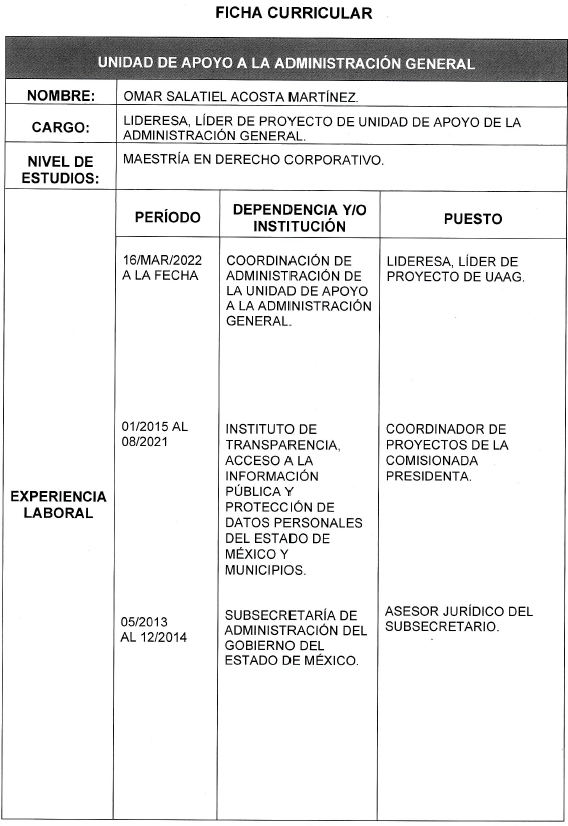 FICHA CURRICULAR
UNIDAD DE APOYO A LA ADMINISTRACIÓN GENERAL
NOMBRE:
OMAR SALATIEL ACOSTA MARTÍNEZ.
CARGO:
LIDERESA, LÍDER DE PROYECTO DE UNIDAD DE APOYO DE LA
ADMINISTRACIÓN GENERAL.
NIVEL DE
ESTUDIOS:
MAESTRÍA EN DERECHO CORPORATIVO.
EXPERIENCIA
LABORAL
PERÍODO
DEPENDENCIA Y/O
INSTITUCIÓN
PUESTO
16/MAR/2022
A LA FECHA
COORDINACIÓN DE
ADMINISTRACIÓN DE
LA UNIDAD DE APOYO
A LA ADMINISTRACIÓN
GENERAL.
LIDERESA, LÍDER DE
PROYECTO DE UAAG.
01/2015 AL
08/2021
INSTITUTO DE
TRANSPARENCIA,
ACCESO A LA
INFORMACIÓN
PÚBLICA Y
PROTECCIÓN DE
DATOS PERSONALES
DEL ESTADO DE
MÉXICO Y
MUNICIPIOS.
COORDINADOR DE
PROYECTOS DE LA
COMISIONADA
PRESIDENTA.
05/2013
AL 12/2014
SUBSECRETARÍA DE
ADMINISTRACIÓN DEL
GOBIERNO DEL
ESTADO DE MÉXICO.
ASESOR JURÍDICO DEL
SUBSECRETARIO.